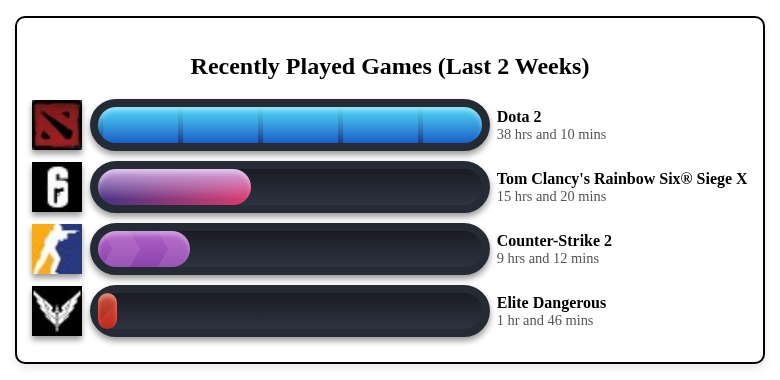 Recently Played Games (Last 2 Weeks)
Dota 2
38 hrs and 10 mins
Tom Clancy's Rainbow Six® Siege X
15 hrs and 20 mins
Counter-Strike 2
9 hrs and 12 mins
Elite Dangerous
1 hr and 46 mins